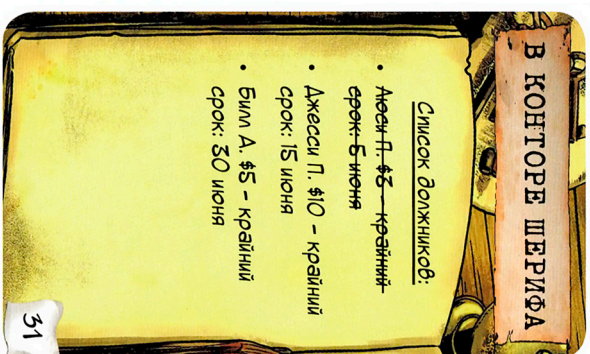 В КОНТОРЕ ШЕРИФА
Список должников:
• Люси П. $3 – крайний
срок: 5 июня
• Джесси П. $10 – крайний
срок: 15 июня
• Билл А. $5 – крайний
срок: 30 июня
31